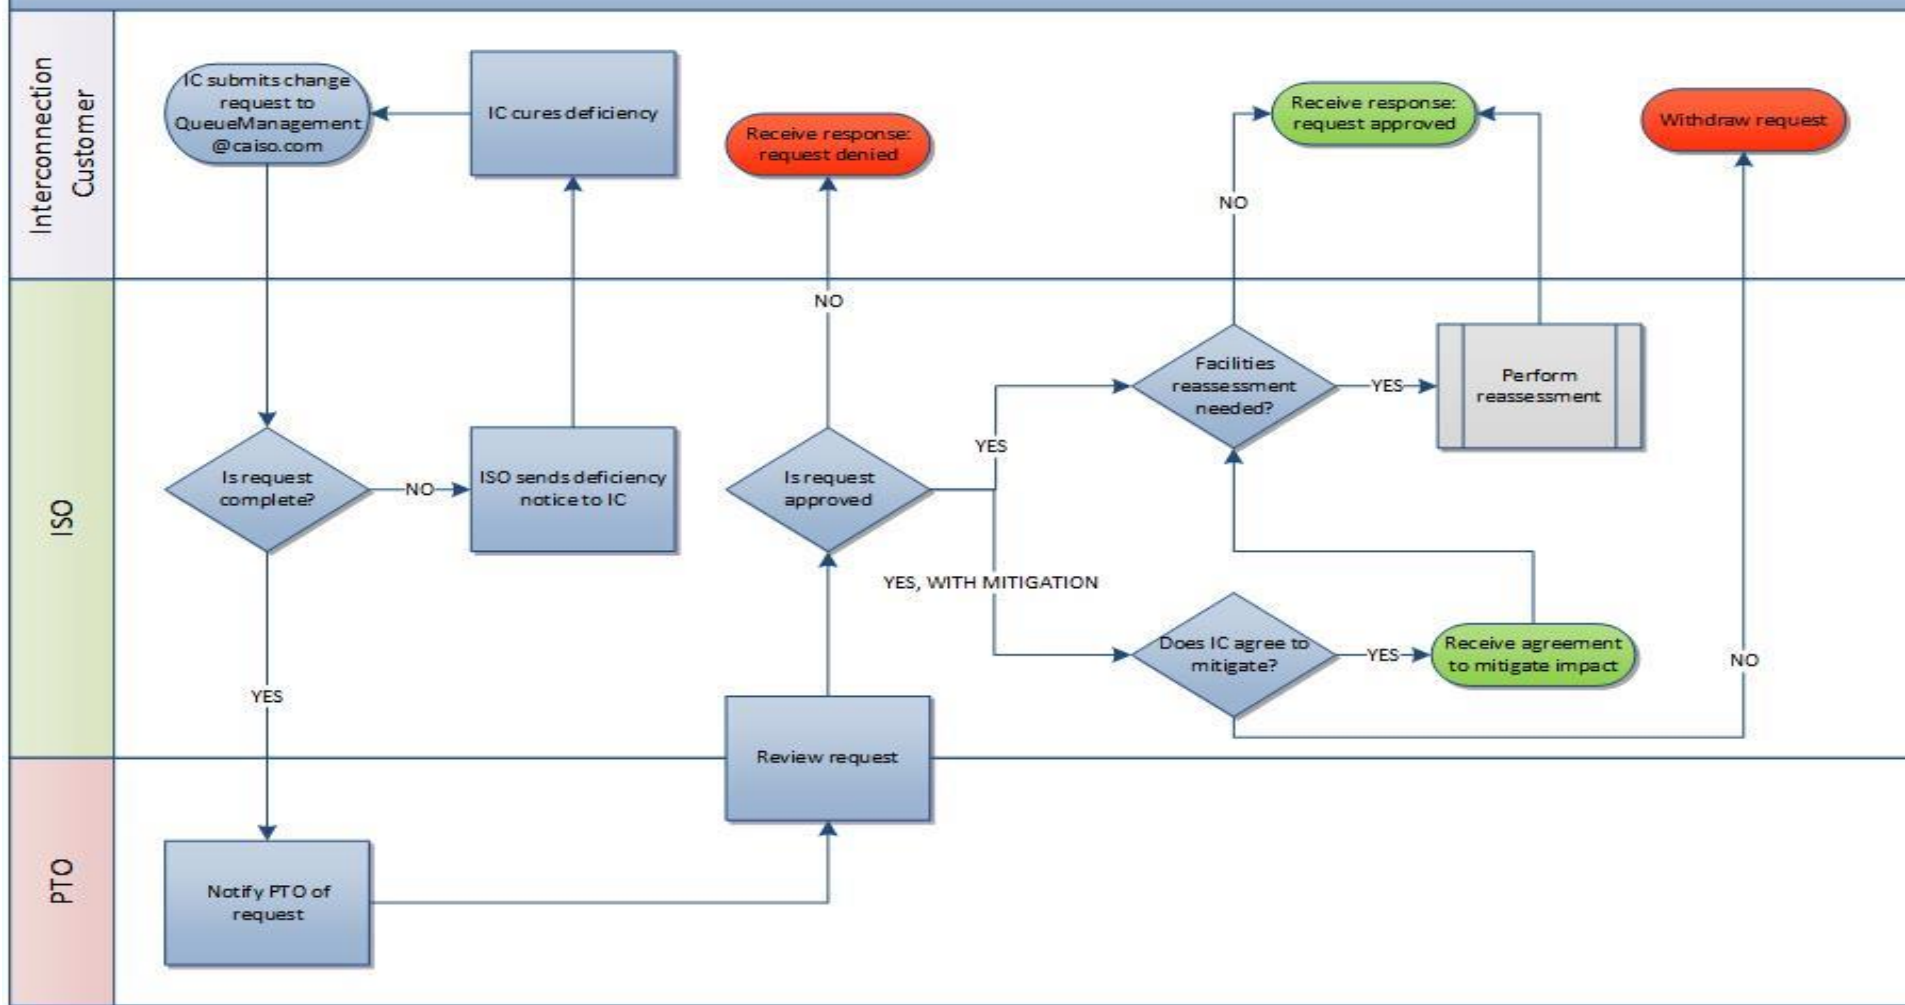 Interconnection
Customer
IC submits change
request to
QueueManagement
@caiso.com
IC cures deficiency
Receive response:
request denied
Receive response:
request approved
Withdraw request
NO
ISO
NO
Facilities
reassessment
needed?
YES
Perform
reassessment
YES
Is request
complete?
NO
ISO sends deficiency
notice to IC
Is request
approved
YES, WITH MITIGATION
Does IC agree to
mitigate?
YES
Receive agreement
to mitigate impact
NO
YES
Review request
PTO
Notify PTO of
request